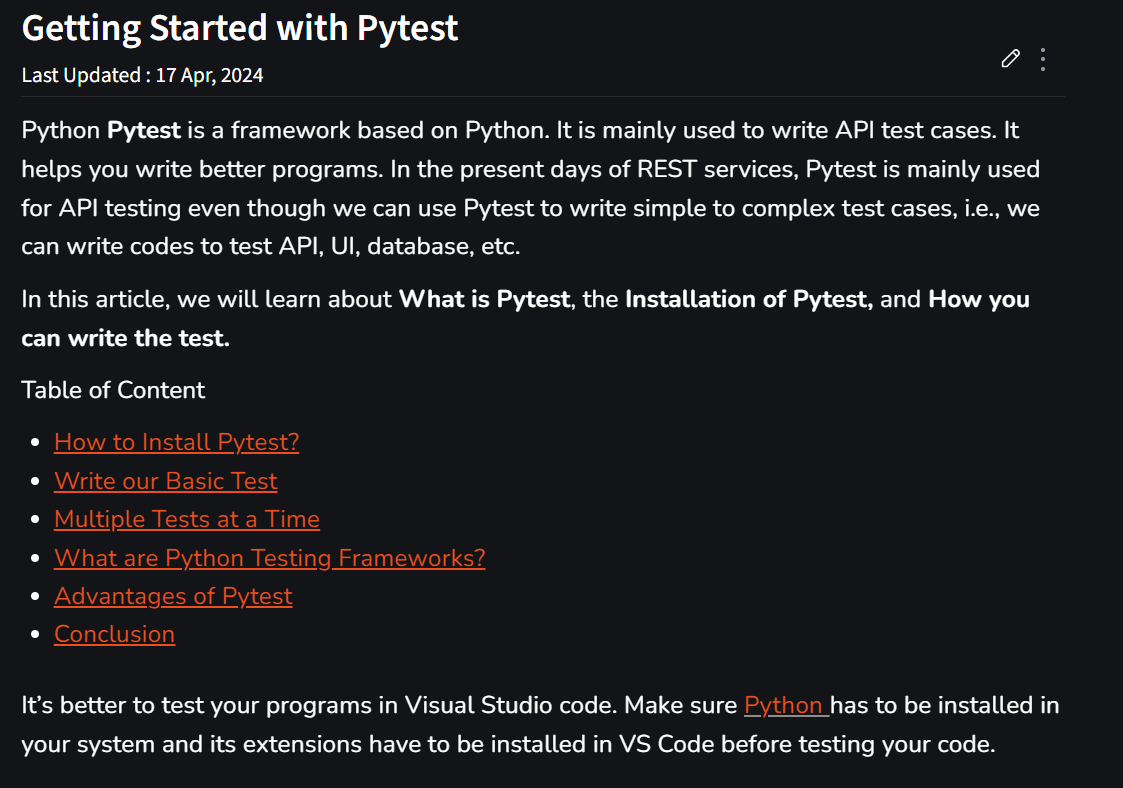 Getting Started with Pytest
Last Updated : 17 Apr, 2024
Python Pytest is a framework based on Python. It is mainly used to write API test cases. It
helps you write better programs. In the present days of REST services, Pytest is mainly used
for API testing even though we can use Pytest to write simple to complex test cases, i.e., we
can write codes to test API, UI, database, etc.
In this article, we will learn about What is Pytest, the Installation of Pytest, and How you
can write the test.
Table of Content
• How to Install Pytest?
• Write our Basic Test
• Multiple Tests at a Time
• What are Python Testing Frameworks?
• Advantages of Pytest
• Conclusion
It’s better to test your programs in Visual Studio code. Make sure Python has to be installed in
your system and its extensions have to be installed in VS Code before testing your code.